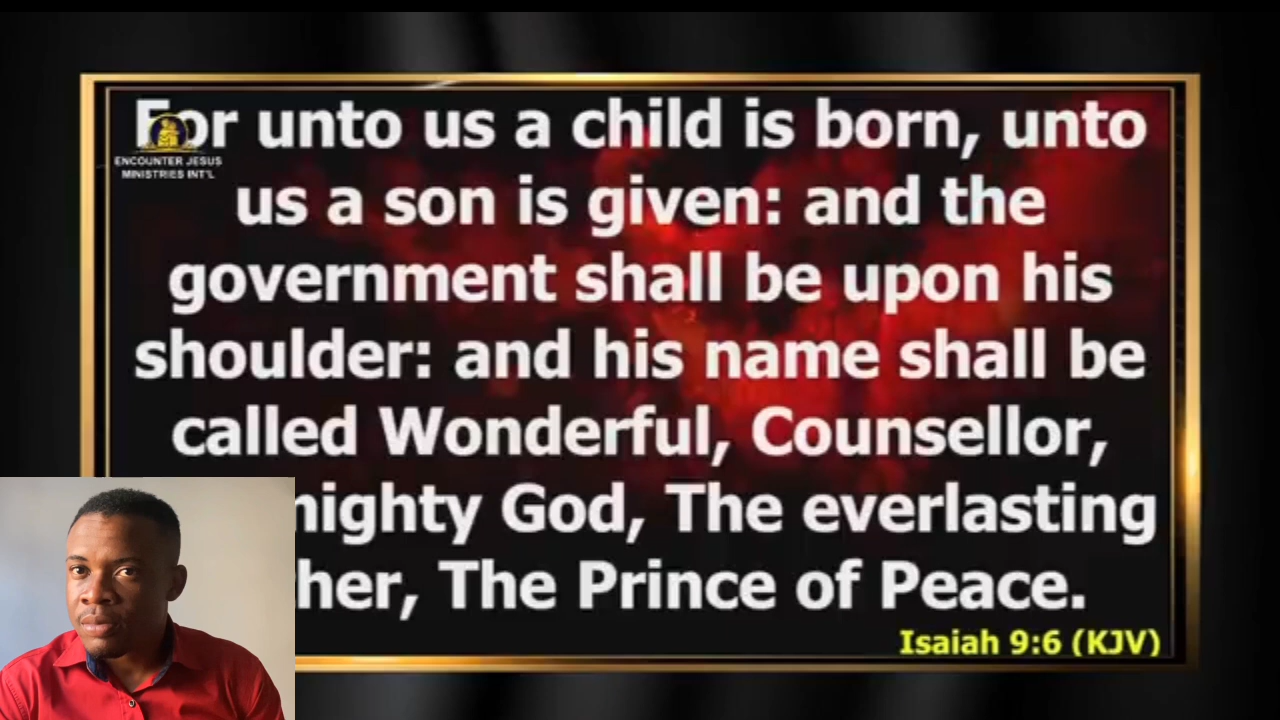 For unto us a child is born, unto
ENCOUNTER JESUS
MINISTRIES INT'L
us a son is given: and the
government shall be upon his
shoulder: and his name shall be
called Wonderful, Counsellor,
God, The everlasting
The Prince of Peace.
Isaiah 9:6 (KJV)